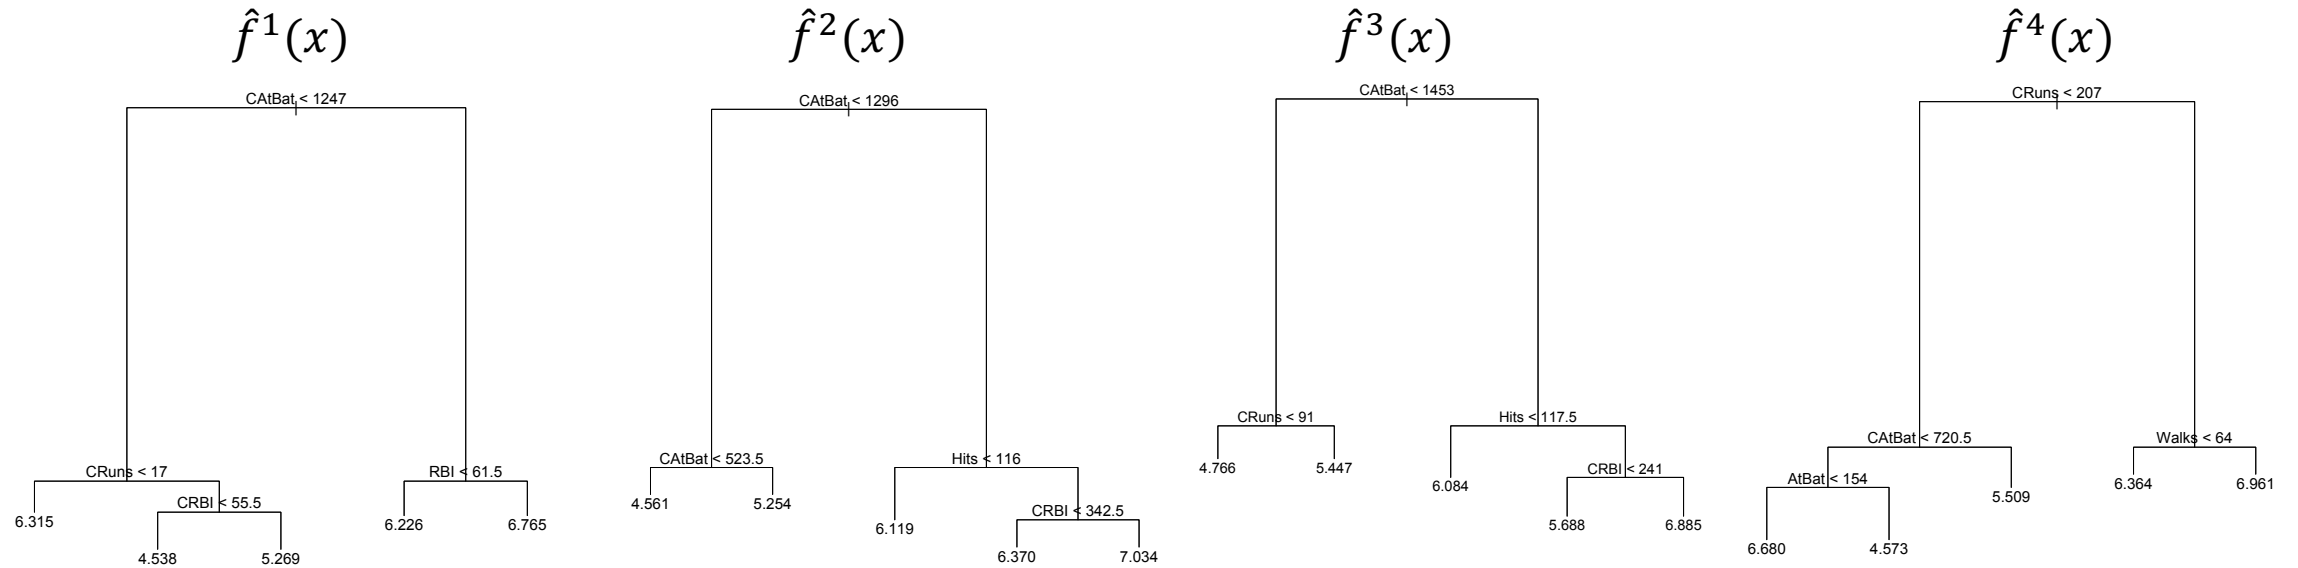 f̂¹(x)
CAtBat < 1247
CRuns < 17
RBI < 61.5
CRBI < 55.5
6.315
6.226
6.765
4.538
5.269
f̂²(x)
CAtBat < 1296
CAtBat < 523.5
Hits < 116
4.561
5.254
CRBI < 342.5
6.119
6.370
7.034
f̂³(x)
CAtBat < 1453
CRuns < 91
Hits < 117.5
4.766
5.447
CRBI < 241
6.084
5.688
6.885
f̂⁴(x)
CRuns < 207
CAtBat < 720.5
Walks < 64
AtBat < 154
5.509
6.364
6.961
6.680
4.573